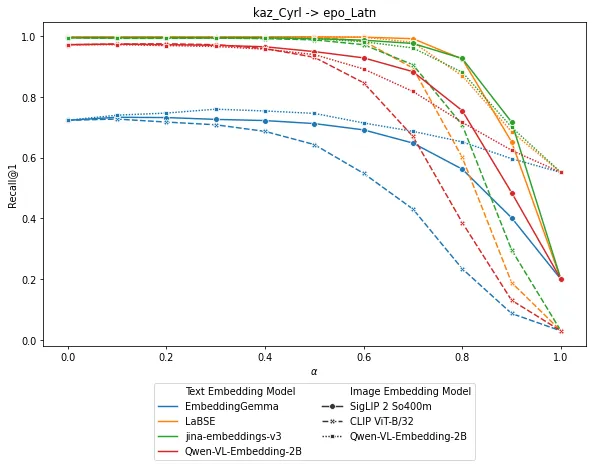 kaz_Cyrl -> epo_Latn
Recall@1
1.0
0.8
0.6
0.4
0.2
0.0
0.0 0.2 0.4 0.6 0.8 1.0
α
Text Embedding Model Image Embedding Model
EmbeddingGemma SigLIP 2 So400m
LaBSE CLIP ViT-B/32
jina-embeddings-v3 Qwen-VL-Embedding-2B
Qwen-VL-Embedding-2B